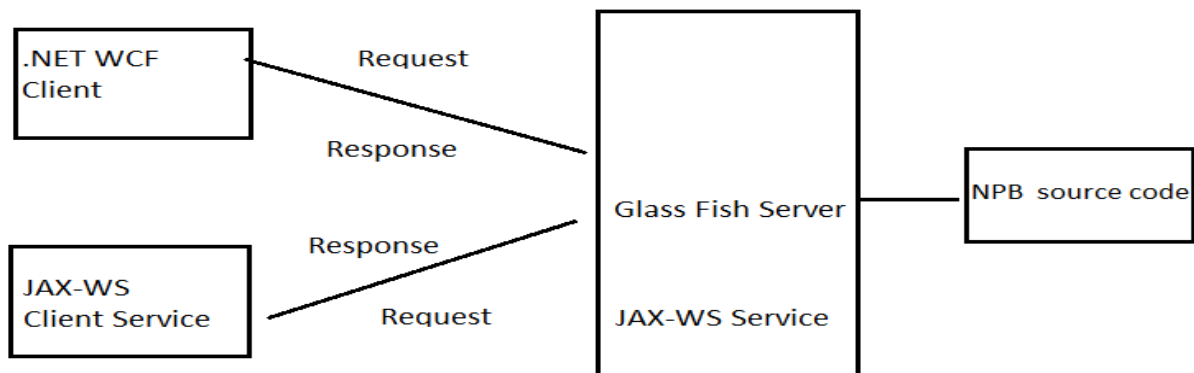 .NET WCF
Client
Request
Response
Glass Fish Server
JAX-WS Service
NPB source code
Response
JAX-WS
Client Service
Request